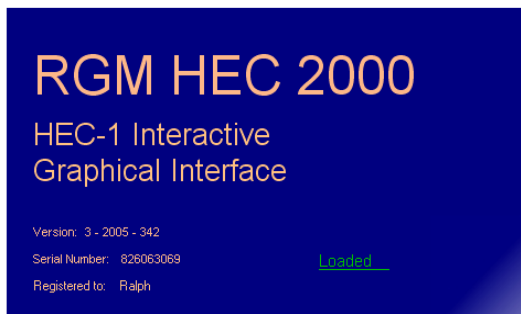 RGM HEC 2000
HEC-1 Interactive
Graphical Interface
Version: 3 - 2005 - 342
Serial Number: 826063069
Loaded
Registered to: Ralph